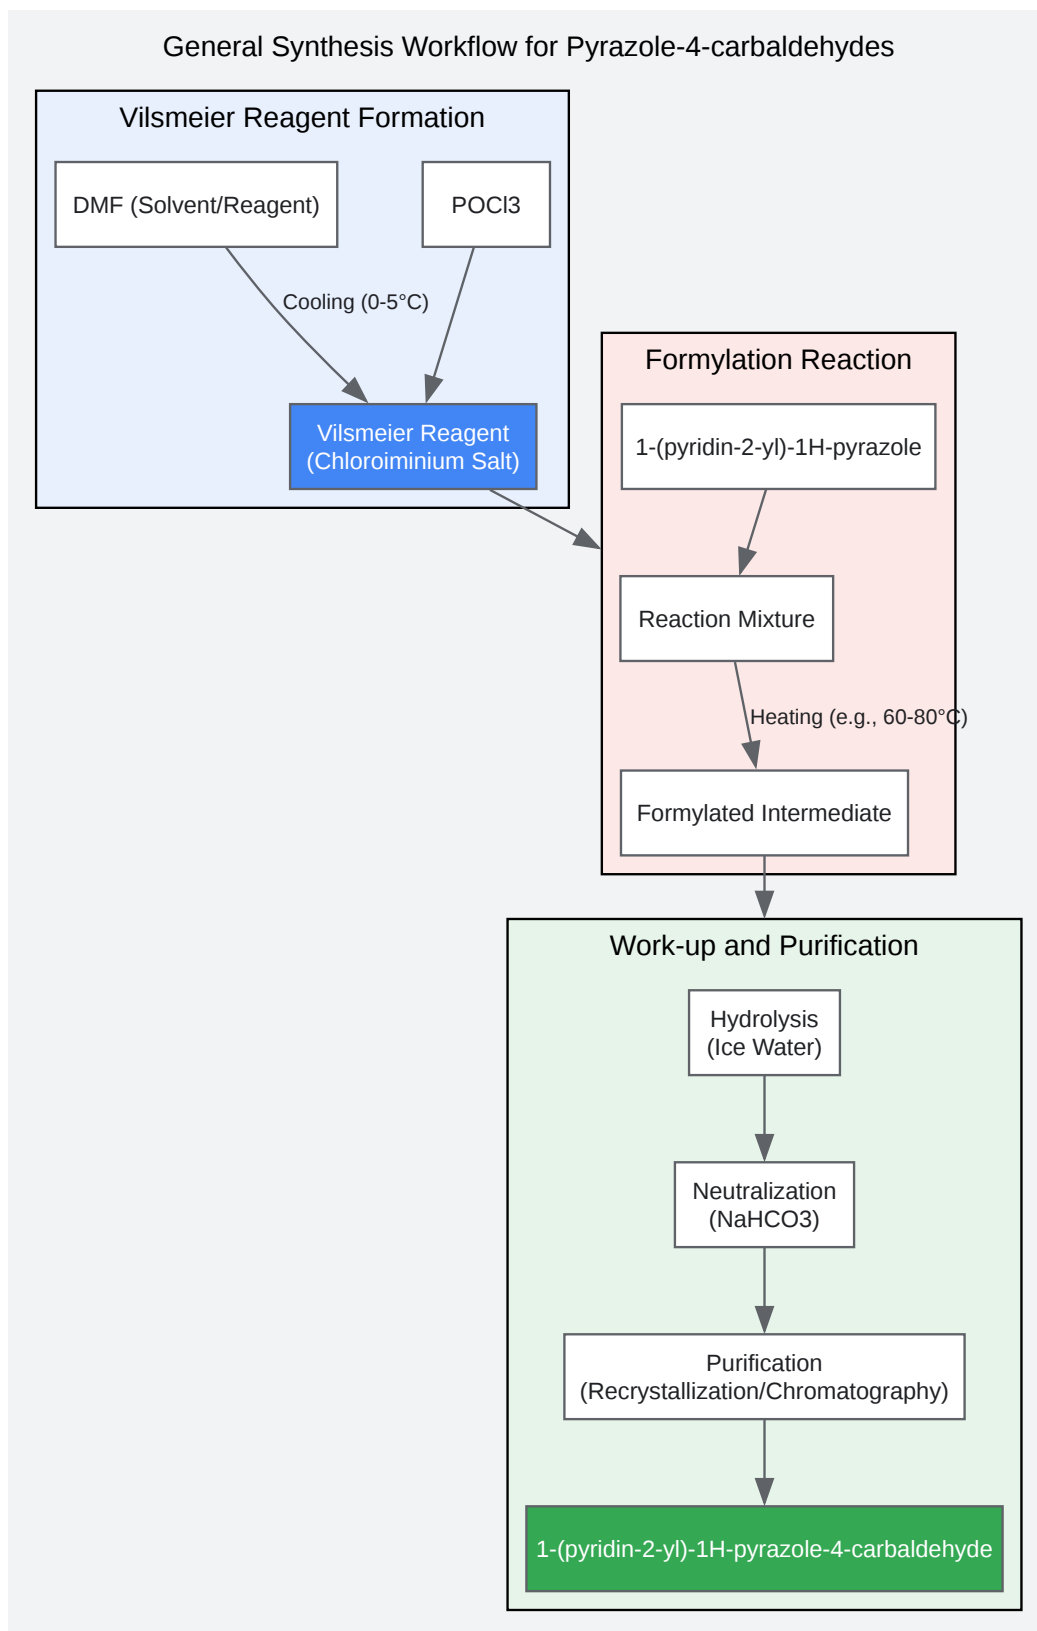 General Synthesis Workflow for Pyrazole-4-carbaldehydes
Vilsmeier Reagent Formation
DMF (Solvent/Reagent)
POCl3
Cooling (0-5°C)
Vilsmeier Reagent
(Chloroiminium Salt)
Formylation Reaction
1-(pyridin-2-yl)-1H-pyrazole
Reaction Mixture
Heating (e.g., 60-80°C)
Formylated Intermediate
Work-up and Purification
Hydrolysis
(Ice Water)
Neutralization
(NaHCO3)
Purification
(Recrystallization/Chromatography)
1-(pyridin-2-yl)-1H-pyrazole-4-carbaldehyde